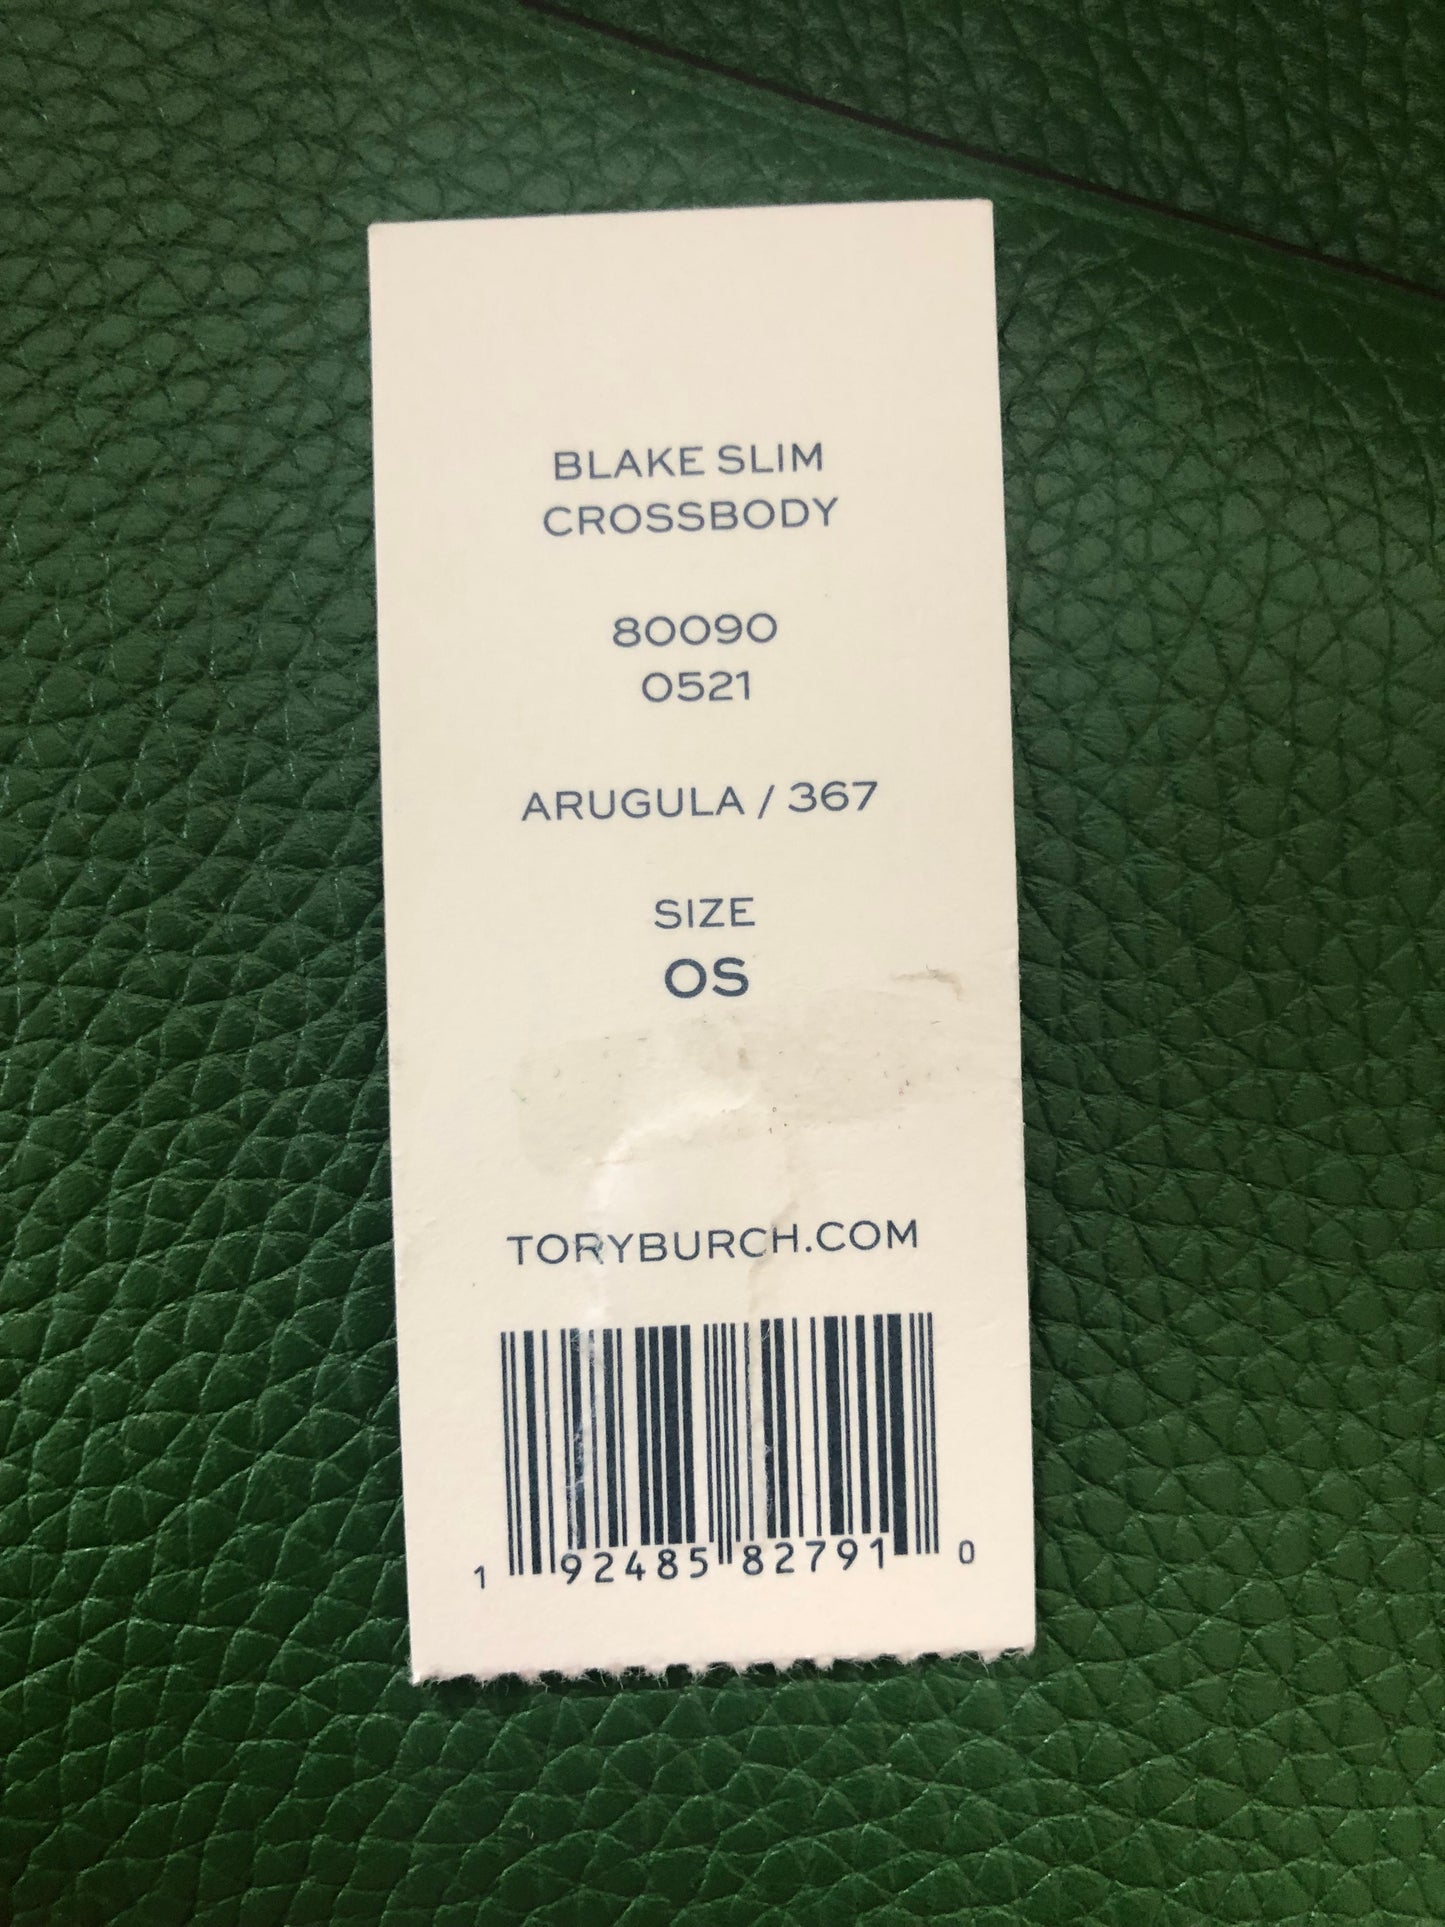 BLAKE SLIM
CROSSBODY
80090
0521
ARUGULA / 367
SIZE
OS
TORYBURCH.COM
1 92485 82791 0